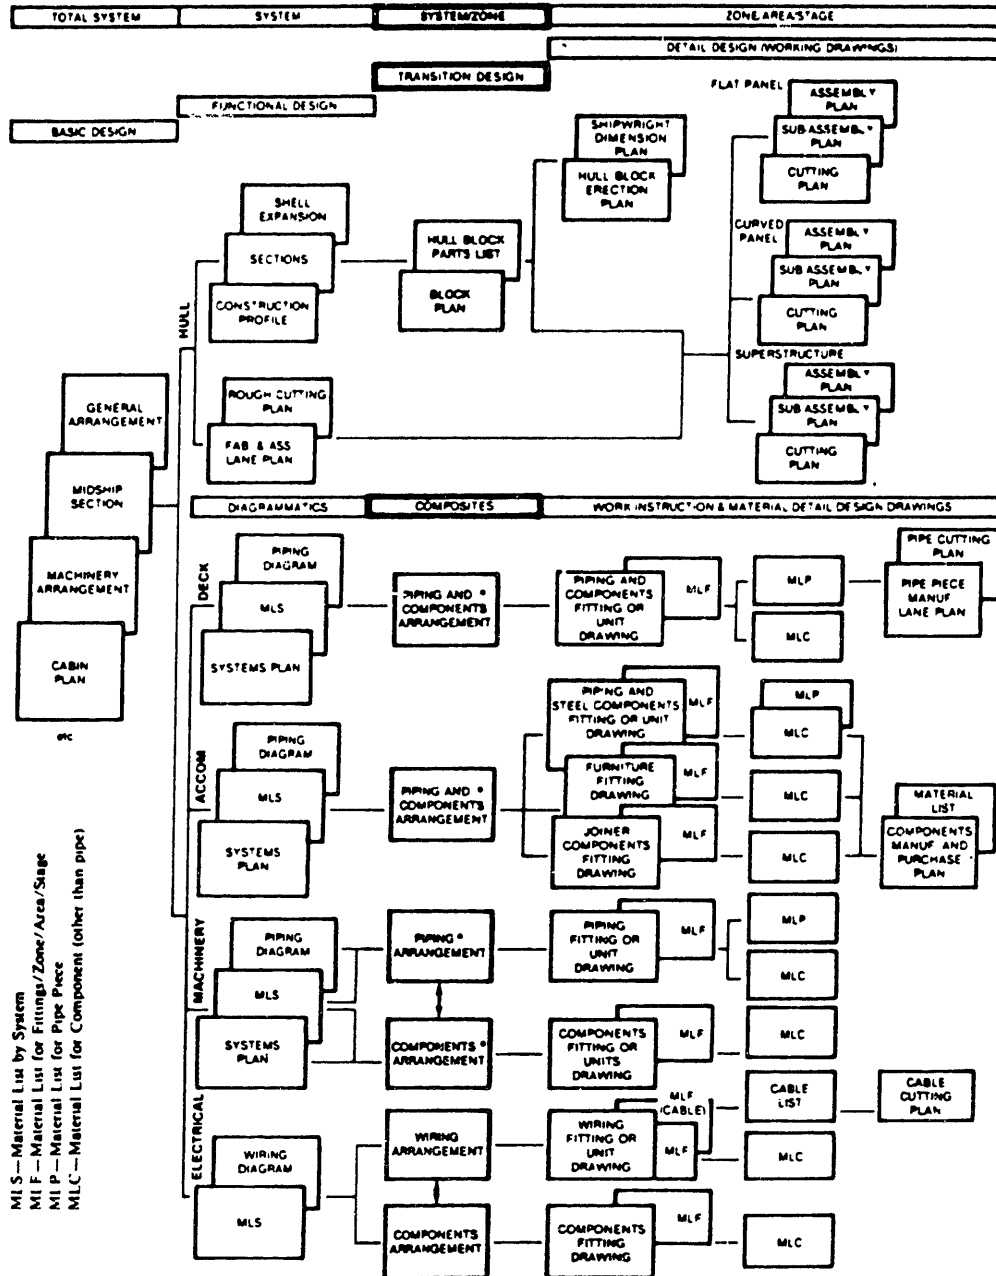 TOTAL SYSTEM
SYSTEM
SYSTEM/ZONE
ZONE/AREA/STAGE
DETAIL DESIGN (WORKING DRAWINGS)
TRANSITION DESIGN
FUNCTIONAL DESIGN
BASIC DESIGN
GENERAL
ARRANGEMENT
MIDSHIP
SECTION
MACHINERY
ARRANGEMENT
CABIN
PLAN
etc
HULL
SHELL
EXPANSION
SECTIONS
CONSTRUCTION
PROFILE
ROUGH CUTTING
PLAN
FAB & ASS
LANE PLAN
HULL BLOCK
PARTS LIST
BLOCK
PLAN
SHIPWRIGHT
DIMENSION
PLAN
HULL BLOCK
ERECTION
PLAN
FLAT PANEL
ASSEMBLY
PLAN
SUB ASSEMBLY
PLAN
CUTTING
PLAN
CURVED
PANEL
ASSEMBLY
PLAN
SUB ASSEMBLY
PLAN
CUTTING
PLAN
SUPERSTRUCTURE
ASSEMBLY
PLAN
SUB ASSEMBLY
PLAN
CUTTING
PLAN
DIAGRAMMATICS
COMPOSITES
WORK INSTRUCTION & MATERIAL DETAIL DESIGN DRAWINGS
DECK
PIPING
DIAGRAM
MLS
SYSTEMS PLAN
PIPING AND *
COMPONENTS
ARRANGEMENT
PIPING AND
COMPONENTS
FITTING OR
UNIT
DRAWING
MLF
MLP
MLC
PIPE CUTTING
PLAN
PIPE PIECE
MANUF
LANE PLAN
ACCOM
PIPING
DIAGRAM
MLS
SYSTEMS
PLAN
PIPING AND *
COMPONENTS
ARRANGEMENT
PIPING AND
STEEL COMPONENTS
FITTING OR UNIT
DRAWING
MLF
FURNITURE
FITTING
DRAWING
MLF
JOINER
COMPONENTS
FITTING
DRAWING
MLF
MLP
MLC
MLC
MLC
MATERIAL
LIST
COMPONENTS
MANUF AND
PURCHASE
PLAN
MACHINERY
PIPING
DIAGRAM
MLS
SYSTEMS
PLAN
PIPING *
ARRANGEMENT
COMPONENTS *
ARRANGEMENT
PIPING
FITTING OR
UNIT
DRAWING
MLF
MLP
MLC
COMPONENTS
FITTING OR
UNITS
DRAWING
MLF
MLC
ELECTRICAL
WIRING
DIAGRAM
MLS
WIRING
ARRANGEMENT
COMPONENTS
ARRANGEMENT
MLF
(CABLE)
WIRING
FITTING OR
UNIT
DRAWING
MLF
CABLE
LIST
MLC
CABLE
CUTTING
PLAN
COMPONENTS
FITTING
DRAWING
MLF
MLC
MLS—Material List by System
MLF—Material List for Fittings/Zone/Area/Stage
MLP—Material List for Pipe Piece
MLC—Material List for Component (other than pipe)